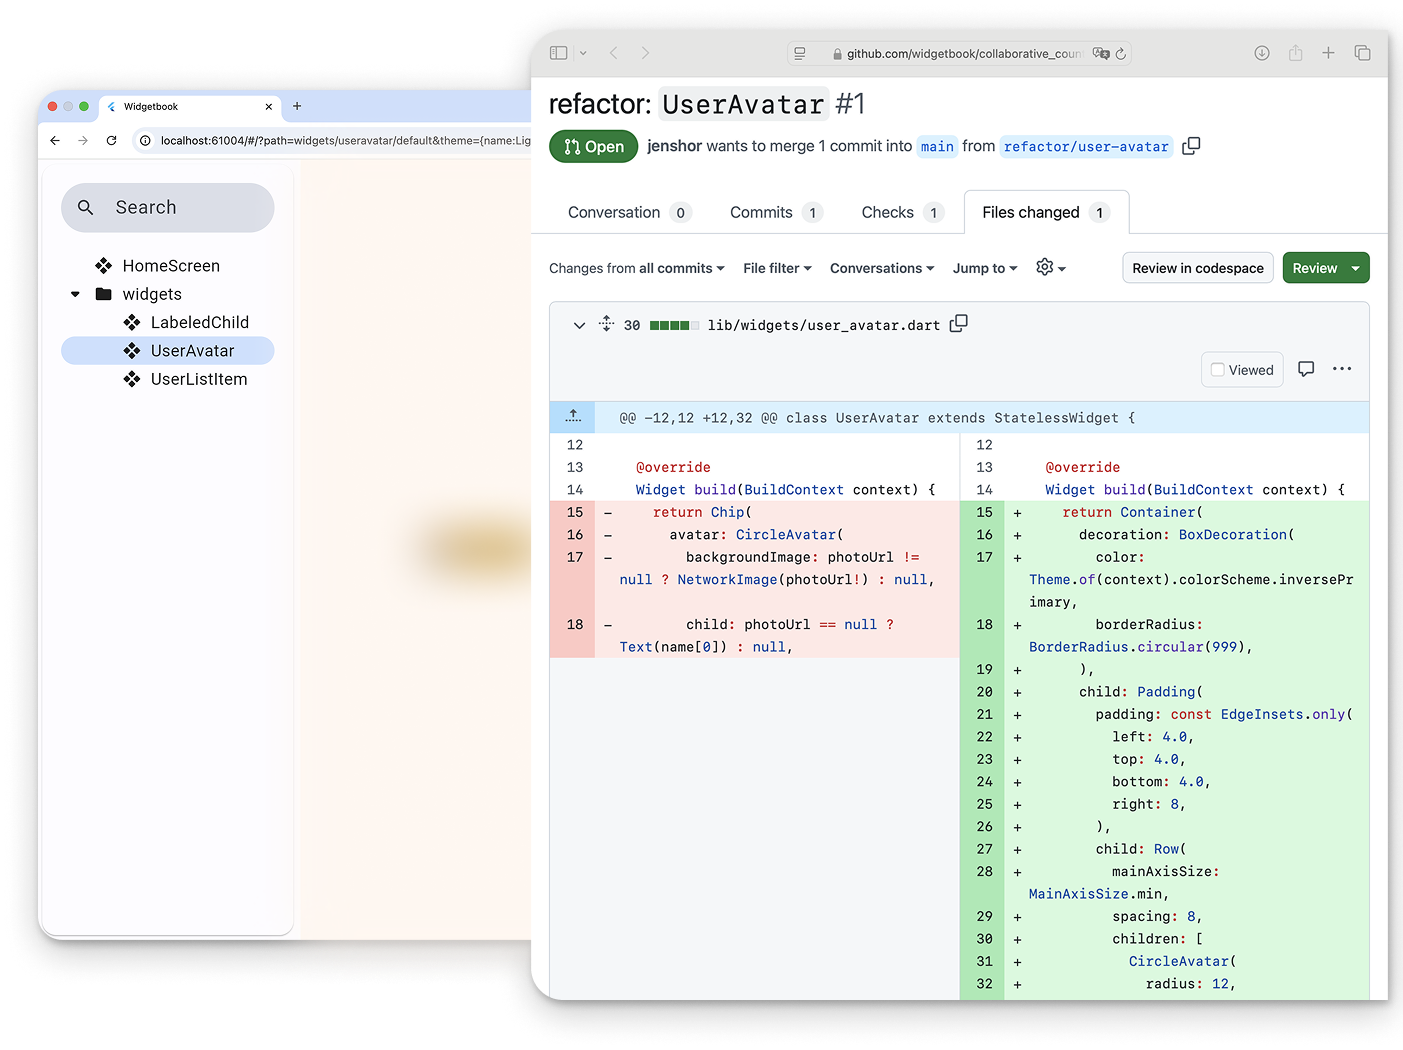 Widgetbook
localhost:61004/#/?path=widgets/useravatar/default&theme={name:Lig
Search
HomeScreen
widgets
LabeledChild
UserAvatar
UserListItem
github.com/widgetbook/collaborative_coun
refactor: UserAvatar #1
Open jenshor wants to merge 1 commit into main from refactor/user-avatar
Conversation 0 Commits 1 Checks 1 Files changed 1
Changes from all commits File filter Conversations Jump to Review in codespace Review
30 lib/widgets/user_avatar.dart
Viewed
@@ -12,12 +12,32 @@ class UserAvatar extends StatelessWidget {
12
13 @override
14 Widget build(BuildContext context) {
15 - return Chip(
16 - avatar: CircleAvatar(
17 - backgroundImage: photoUrl !=
null ? NetworkImage(photoUrl!) : null,
18 - child: photoUrl == null ?
Text(name[0]) : null,
12
13 @override
14 Widget build(BuildContext context) {
15 + return Container(
16 + decoration: BoxDecoration(
17 + color:
Theme.of(context).colorScheme.inversePr
imary,
18 + borderRadius:
BorderRadius.circular(999),
19 + ),
20 + child: Padding(
21 + padding: const EdgeInsets.only(
22 + left: 4.0,
23 + top: 4.0,
24 + bottom: 4.0,
25 + right: 8,
26 + ),
27 + child: Row(
28 + mainAxisSize:
MainAxisSize.min,
29 + spacing: 8,
30 + children: [
31 + CircleAvatar(
32 + radius: 12,